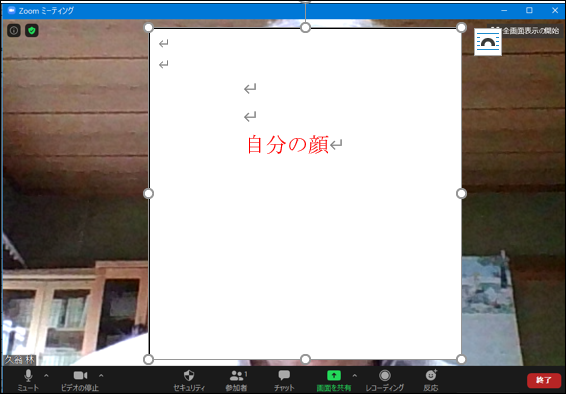 Zoom ミーティング
全画面表示の開始
自分の顔
久爾 林
ミュート
ビデオの停止
セキュリティ
参加者
1
チャット
画面を共有
レコーディング
反応
終了